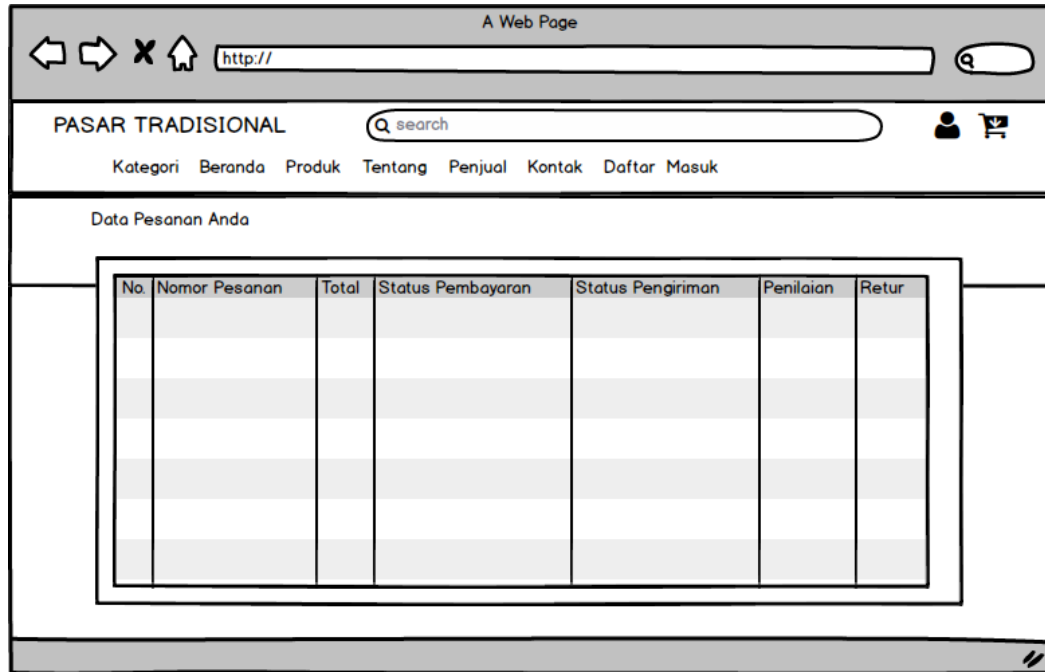 A Web Page
http://
PASAR TRADISIONAL
search
Kategori Beranda Produk Tentang Penjual Kontak Daftar Masuk
Data Pesanan Anda
No. Nomor Pesanan Total Status Pembayaran Status Pengiriman Penilaian Retur